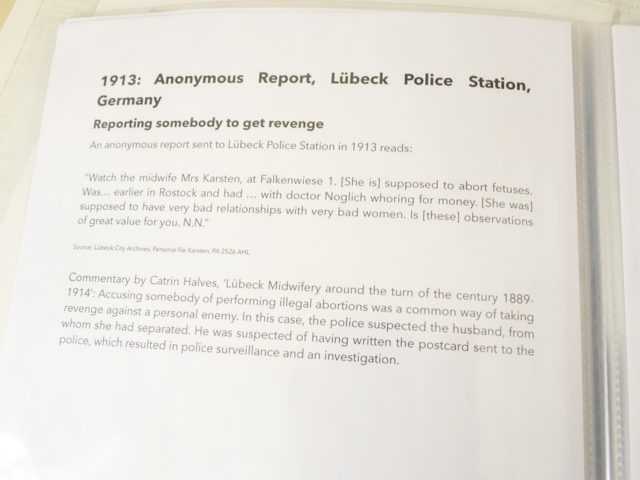 1913: Anonymous Report, Lübeck Police Station,
Germany
Reporting somebody to get revenge
An anonymous report sent to Lübeck Police Station in 1913 reads:
"Watch the midwife Mrs Karsten, at Falkenwiese 1. [She is] supposed to abort fetuses.
Was... earlier in Rostock and had ... with doctor Noglich whoring for money. [She was]
supposed to have very bad relationships with very bad women. Is [these] observations
of great value for you. N.N."
Source: Lübeck City Archives, Personal file Karsten, PA 2526 AHL
Commentary by Catrin Halves, 'Lübeck Midwifery around the turn of the century 1889-
1914': Accusing somebody of performing illegal abortions was a common way of taking
revenge against a personal enemy. In this case, the police suspected the husband, from
whom she had separated. He was suspected of having written the postcard sent to the
police, which resulted in police surveillance and an investigation.